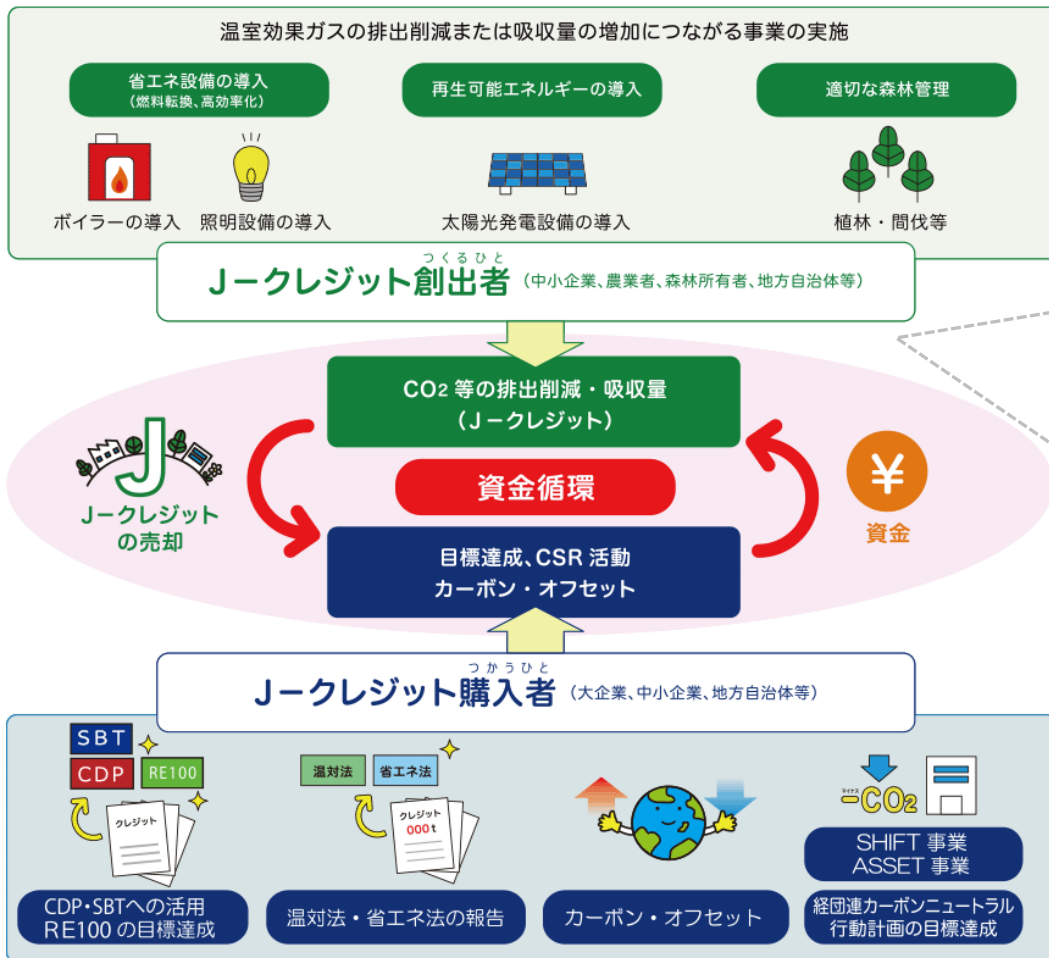 温室効果ガスの排出削減または吸収量の増加につながる事業の実施
省エネ設備の導入
(燃料転換、高効率化)
再生可能エネルギーの導入
適切な森林管理
ボイラーの導入
照明設備の導入
太陽光発電設備の導入
植林・間伐等
つくるひと
Jークレジット創出者 (中小企業、農業者、森林所有者、地方自治体等)
CO2 等の排出削減・吸収量
(Jークレジット)
J
Jークレジット
の売却
資金循環
¥
資金
目標達成、CSR 活動
カーボン・オフセット
つかうひと
Jークレジット購入者 (大企業、中小企業、地方自治体等)
SBT
CDP
RE100
クレジット
CDP・SBTへの活用
RE100 の目標達成
温対法
省エネ法
クレジット
000t
温対法・省エネ法の報告
カーボン・オフセット
マイナス
-CO2
SHIFT 事業
ASSET 事業
経団連カーボンニュートラル
行動計画の目標達成